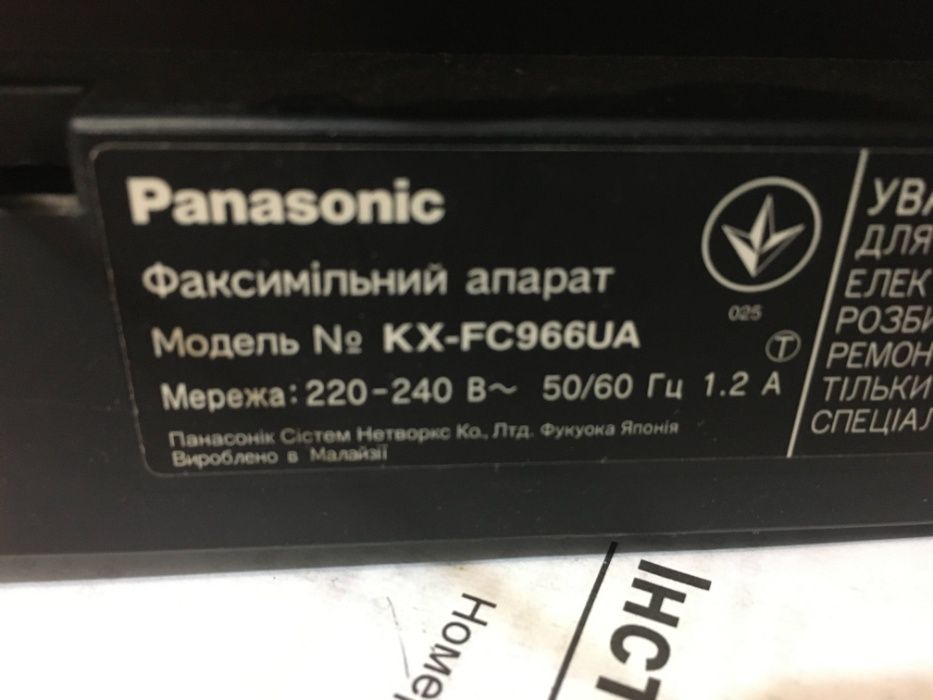 Panasonic
Факсимільний апарат
Модель № KX-FC966UA
Мережа: 220-240 В~ 50/60 Гц 1.2 А
Панасонік Сістем Нетворкс Ко., Лтд. Фукуока Японія
Вироблено в Малайзії
025
T
УВА
ДЛЯ
ЕЛЕК
РОЗБИ
РЕМОН
ТІЛЬКИ
СПЕЦІАЛ
Інст
Номе